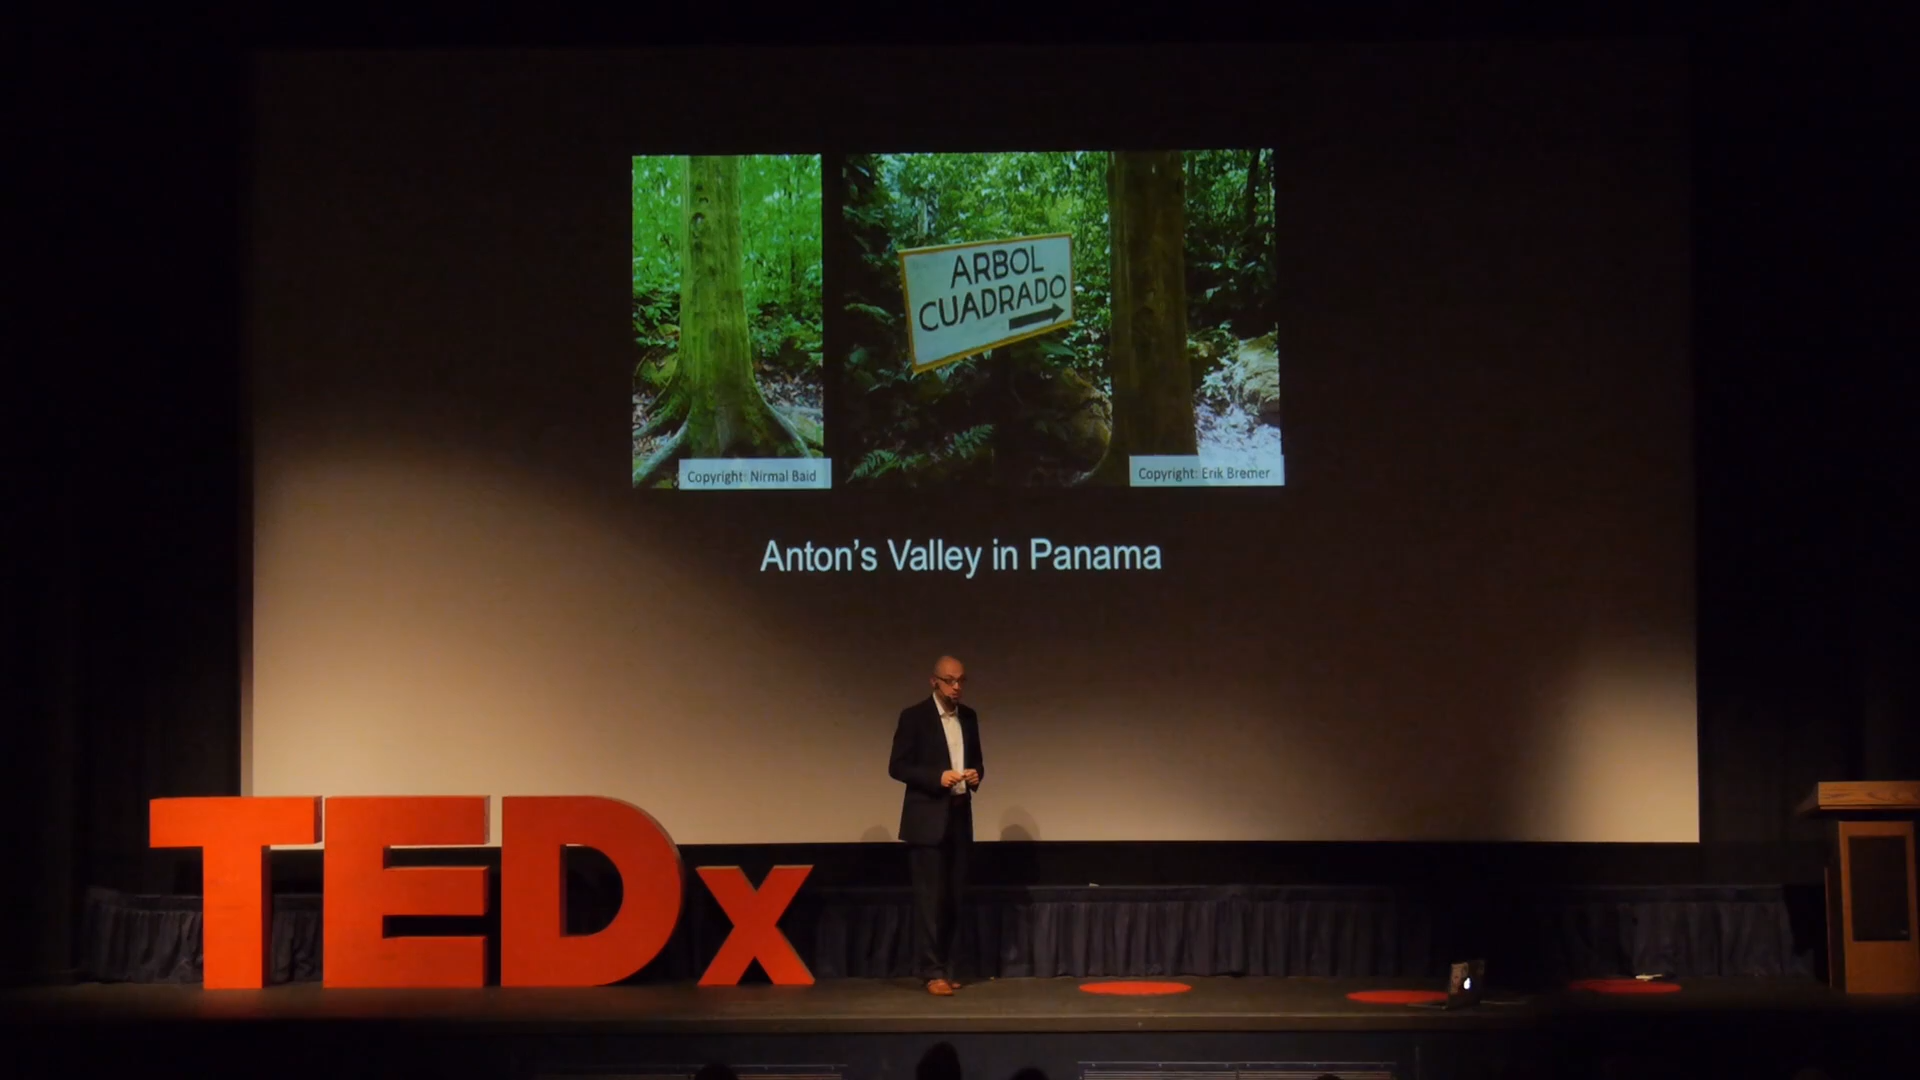 ARBOL
CUADRADO
Copyright: Nirmal Baid
Copyright: Erik Bremer
Anton's Valley in Panama
TEDx